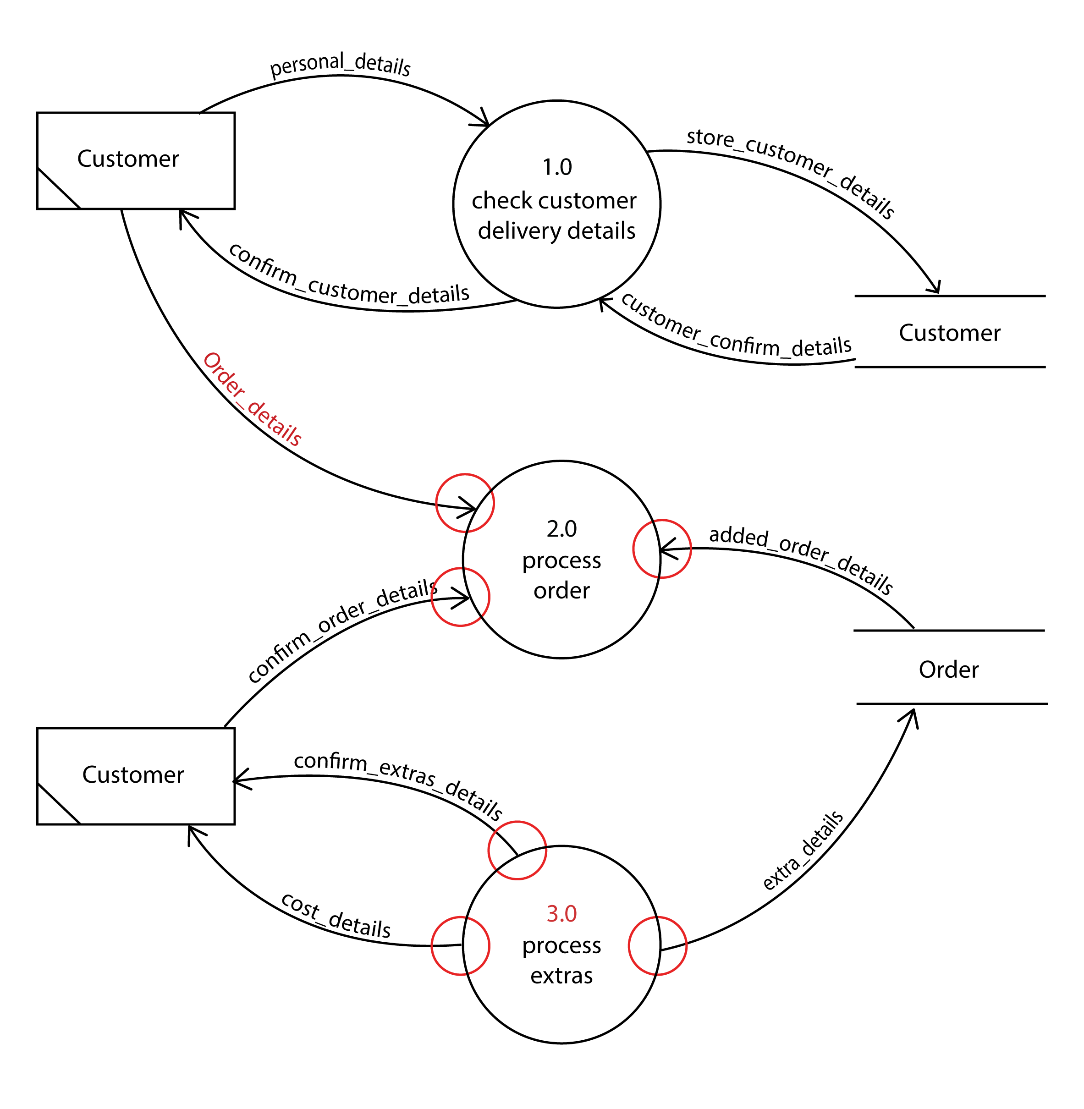 personal_details
Customer
1.0
check customer
delivery details
store_customer_details
confirm_customer_details
customer_confirm_details
Customer
Order_details
2.0
process
order
added_order_details
confirm_order_details
Order
Customer
confirm_extras_details
extra_details
cost_details
3.0
process
extras